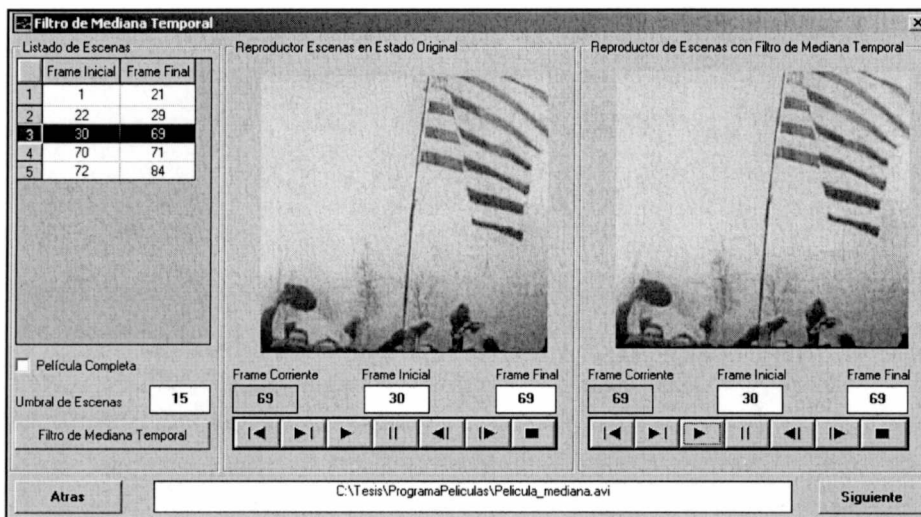 Filtro de Mediana Temporal
Listado de Escenas
Frame Inicial Frame Final
1 1 21
2 22 29
3 30 69
4 70 71
5 72 84
Película Completa
Umbral de Escenas 15
Filtro de Mediana Temporal
Reproductor Escenas en Estado Original
Frame Corriente Frame Inicial Frame Final
69 30 69
Reproductor de Escenas con Filtro de Mediana Temporal
Frame Corriente Frame Inicial Frame Final
69 30 69
Atras
C:\Tesis\ProgramaPeliculas\Pelicula_mediana.avi
Siguiente